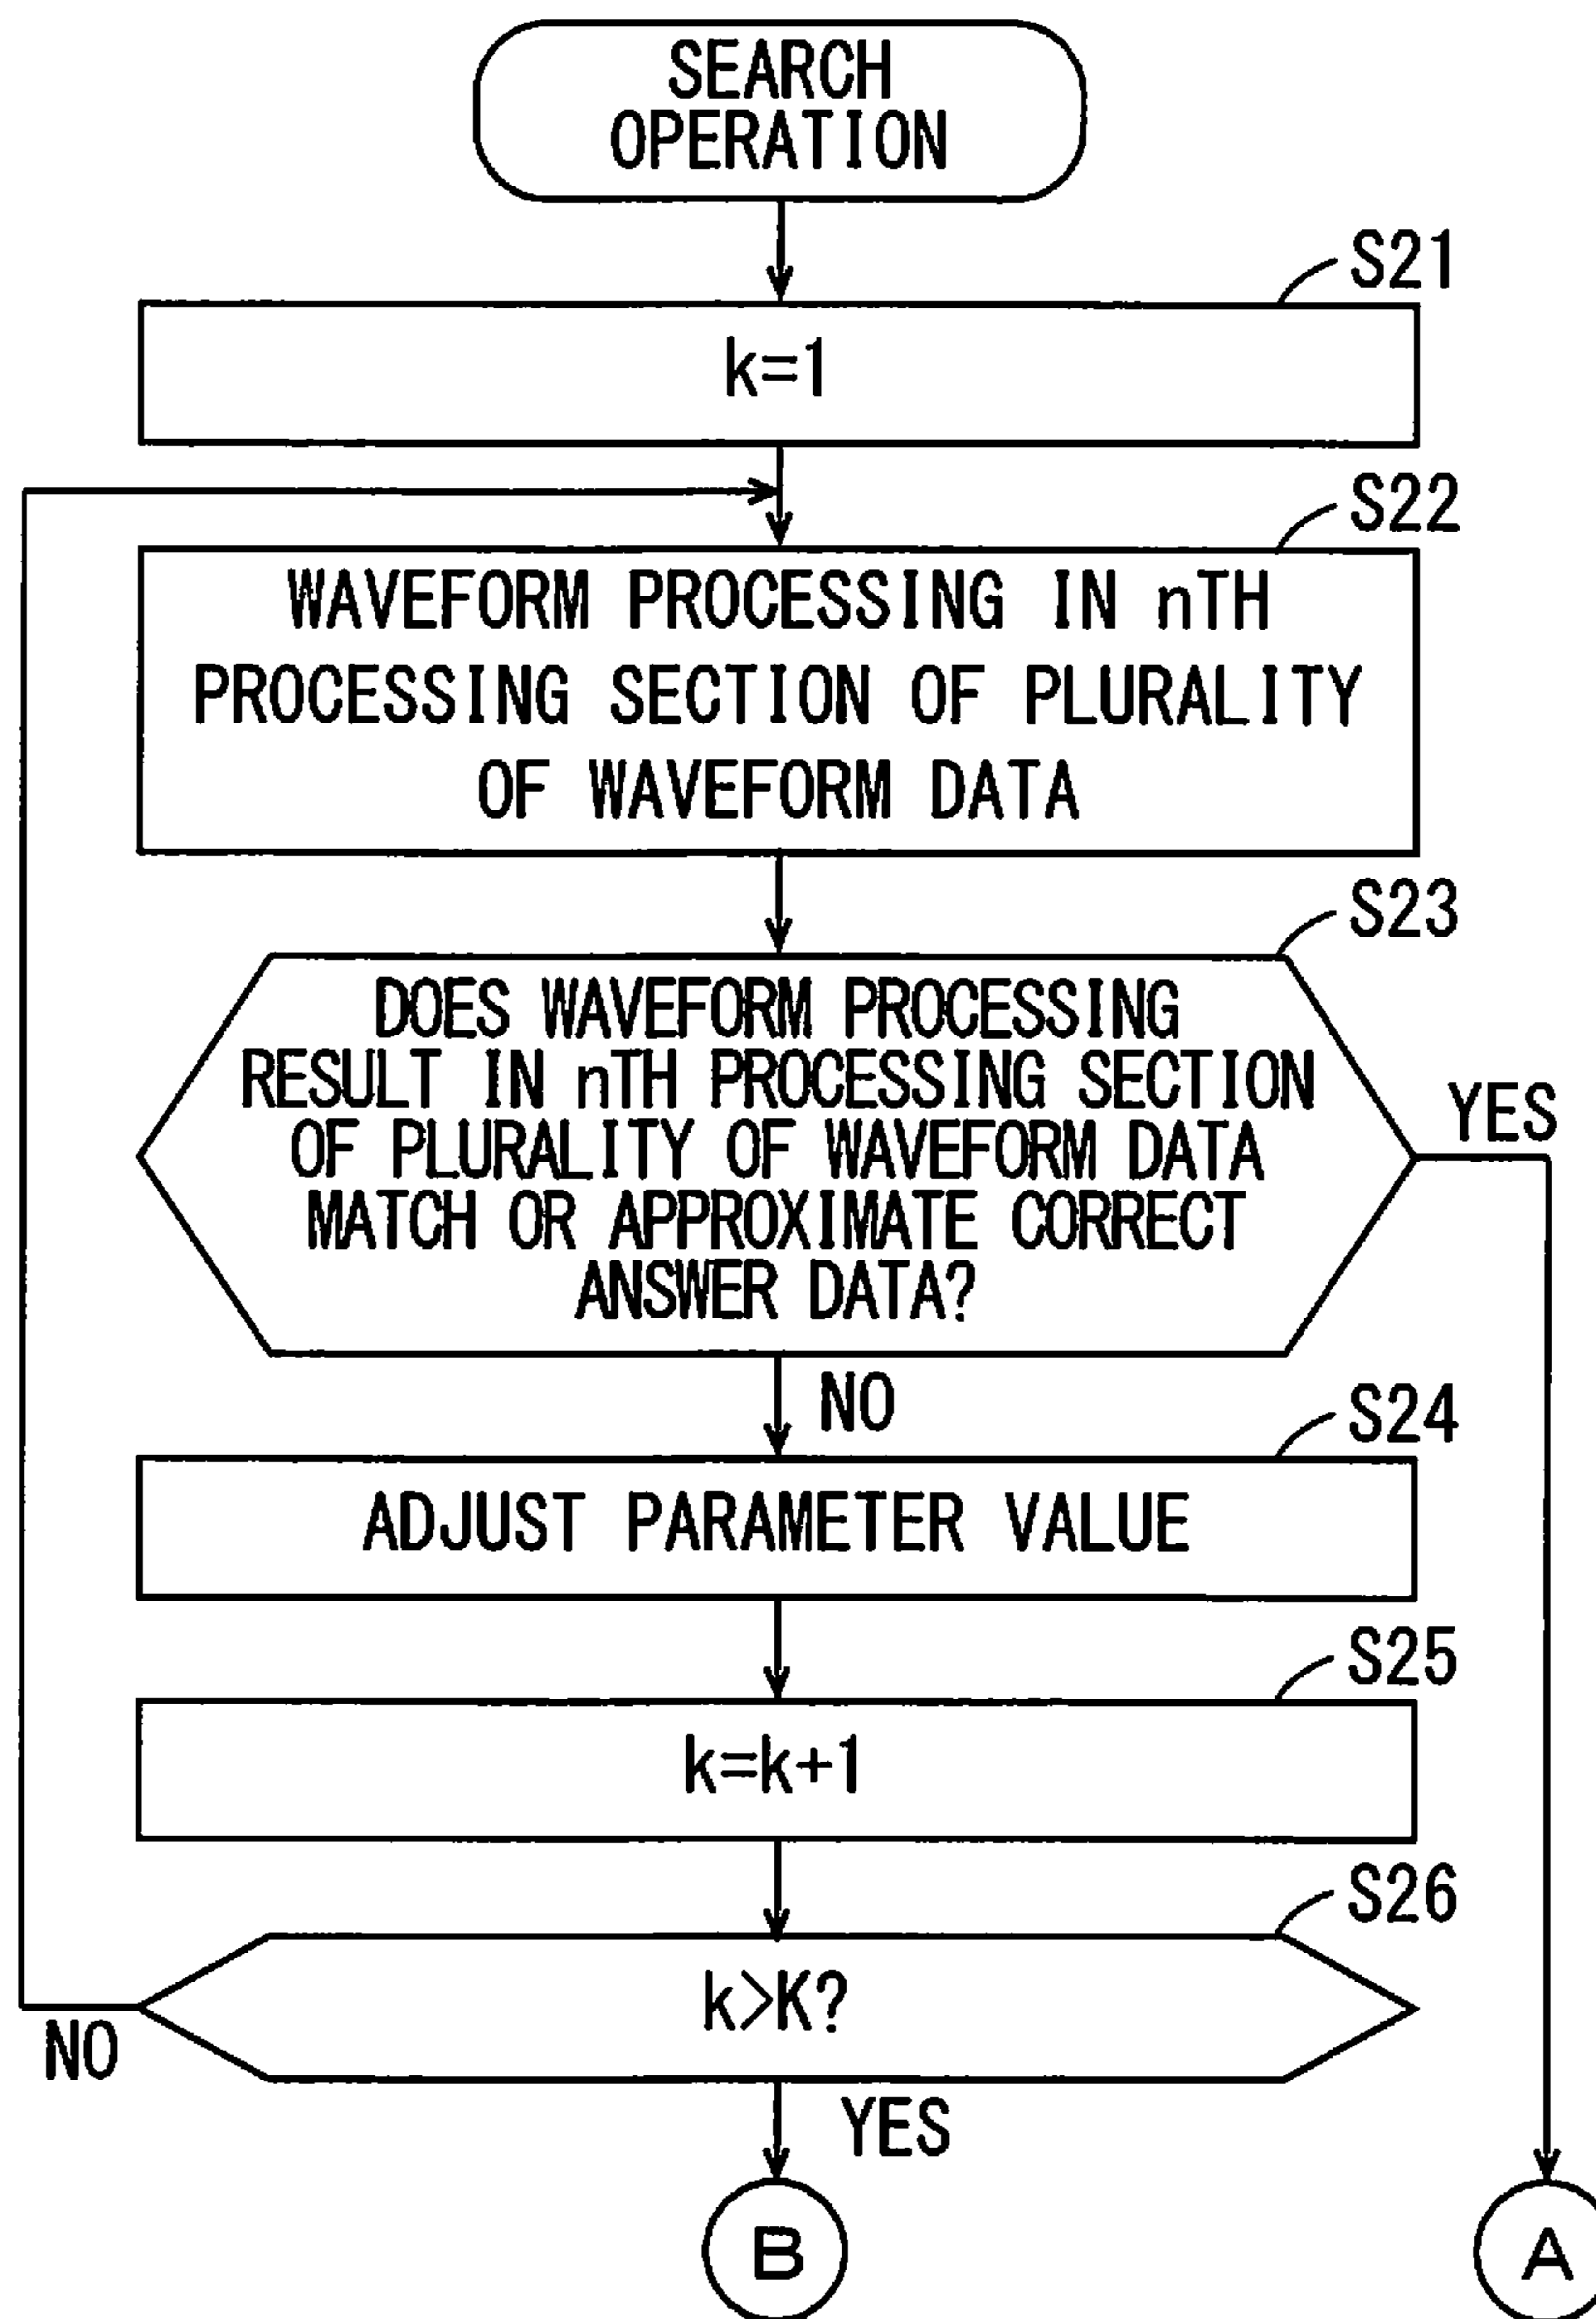 SEARCH
OPERATION
S21
k=1
S22
WAVEFORM PROCESSING IN nTH
PROCESSING SECTION OF PLURALITY
OF WAVEFORM DATA
S23
DOES WAVEFORM PROCESSING
RESULT IN nTH PROCESSING SECTION
OF PLURALITY OF WAVEFORM DATA
MATCH OR APPROXIMATE CORRECT
ANSWER DATA?
YES
NO
S24
ADJUST PARAMETER VALUE
S25
k=k+1
S26
k>K?
NO
YES
B
A